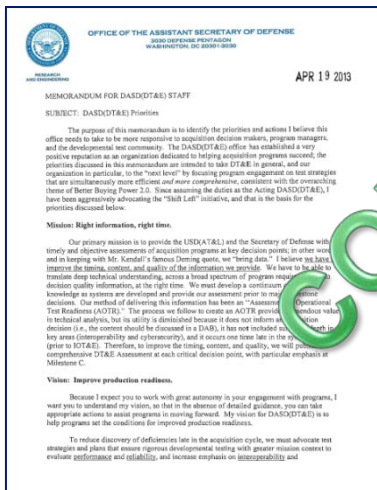 OFFICE OF THE ASSISTANT SECRETARY OF DEFENSE
3030 DEFENSE PENTAGON
WASHINGTON, DC 20301-3030
RESEARCH
AND ENGINEERING
APR 19 2013
MEMORANDUM FOR DASD(DT&E) STAFF
SUBJECT: DASD(DT&E) Priorities
The purpose of this memorandum is to identify the priorities and actions I believe this
office needs to take to be more responsive to acquisition decision makers, program managers,
and the developmental test community. The DASD(DT&E) office has established a very
positive reputation as an organization dedicated to helping acquisition programs succeed; the
priorities discussed in this memorandum are intended to take DT&E in general, and our
organization in particular, to the "next level" by focusing program engagement on test strategies
that are simultaneously more efficient and more comprehensive, consistent with the overarching
theme of Better Buying Power 2.0. Since assuming the duties as the Acting DASD(DT&E), I
have been aggressively advocating the "Shift Left" initiative, and that is the basis for the
priorities discussed below.
Mission: Right information, right time.
Our primary mission is to provide the USD(AT&L) and the Secretary of Defense with
timely and objective assessments of acquisition programs at key decision points; in other word
and in keeping with Mr. Kendall's famous Deming quote, we "bring data." I believe we have
improve the timing, content, and quality of the information we provide. We have to be able to
translate deep technical understanding, across a broad spectrum of program
decision quality information, at the right time. We must develop a continuum
knowledge as systems are developed and provide our assessment prior to
decisions. Our method of delivering this information has been an "Assessment Operational
Test Readiness (AOTR)." The process we follow to create an AOTR value
in technical analysis, but its utility is diminished because it does not inform
decision (i.e., the content should be discussed in a DAB), it has not included depth in
key areas (interoperability and cybersecurity), and it occurs one time late in the
(prior to IOT&E). Therefore, to improve the timing, content, and quality, we will
comprehensive DT&E Assessment at each critical decision point, with particular emphasis at
Milestone C.
Vision: Improve production readiness.
Because I expect you to work with great autonomy in your engagement with programs, I
want you to understand my vision, so that in the absence of detailed guidance, you can take
appropriate actions to assist programs in moving forward. My vision for DASD(DT&E) is to
help programs set the conditions for improved production readiness.
To reduce discovery of deficiencies late in the acquisition cycle, we must advocate test
strategies and plans that ensure rigorous developmental testing with greater mission context to
evaluate performance and reliability, and increase emphasis on interoperability and